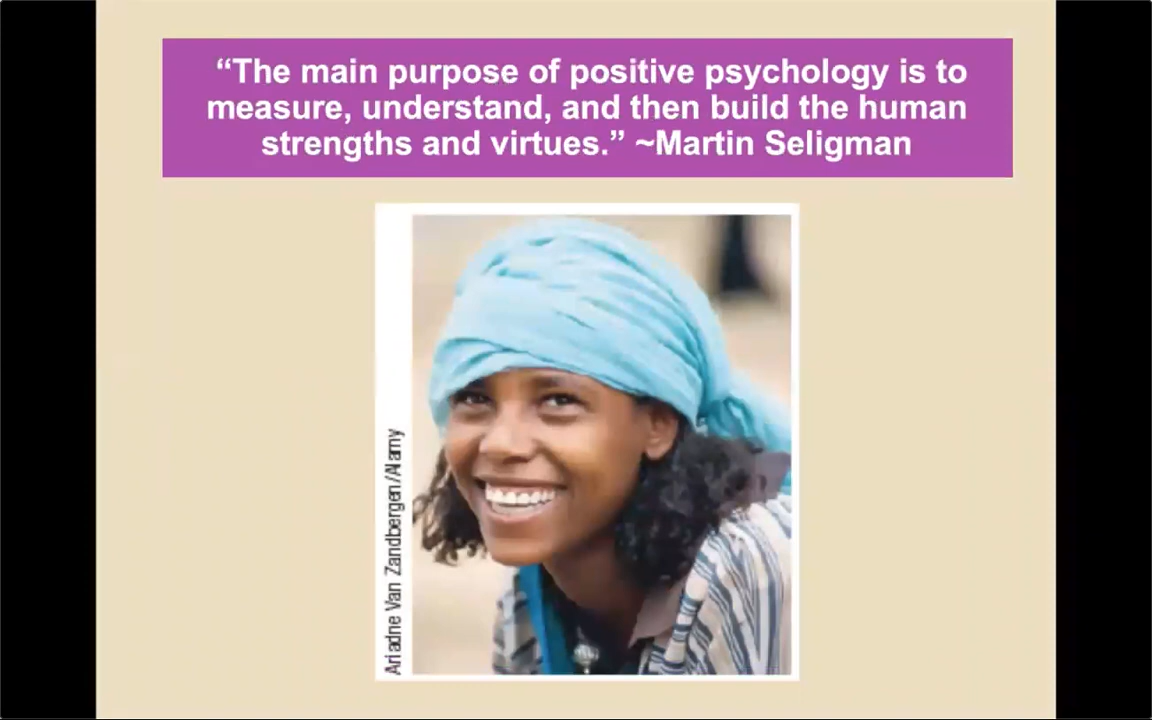 “The main purpose of positive psychology is to
measure, understand, and then build the human
strengths and virtues.” ~Martin Seligman
Ariadne Van Zandbergen/Alamy